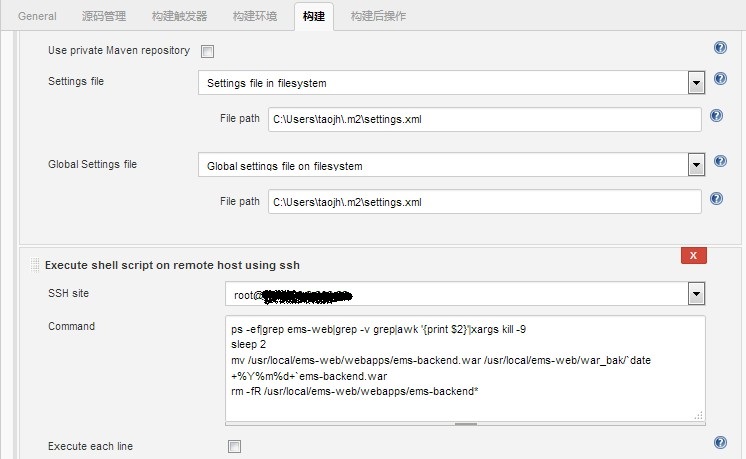 General 源码管理 构建触发器 构建环境 构建 构建后操作
Use private Maven repository
Settings file Settings file in filesystem
File path C:\Users\taojh\.m2\settings.xml
Global Settings file Global settings file on filesystem
File path C:\Users\taojh\.m2\settings.xml
X
Execute shell script on remote host using ssh
SSH site root@
Command
ps -ef|grep ems-web|grep -v grep|awk '{print $2}'|xargs kill -9
sleep 2
mv /usr/local/ems-web/webapps/ems-backend.war /usr/local/ems-web/war_bak/`date
+%Y%m%d+`ems-backend.war
rm -fR /usr/local/ems-web/webapps/ems-backend*
Execute each line